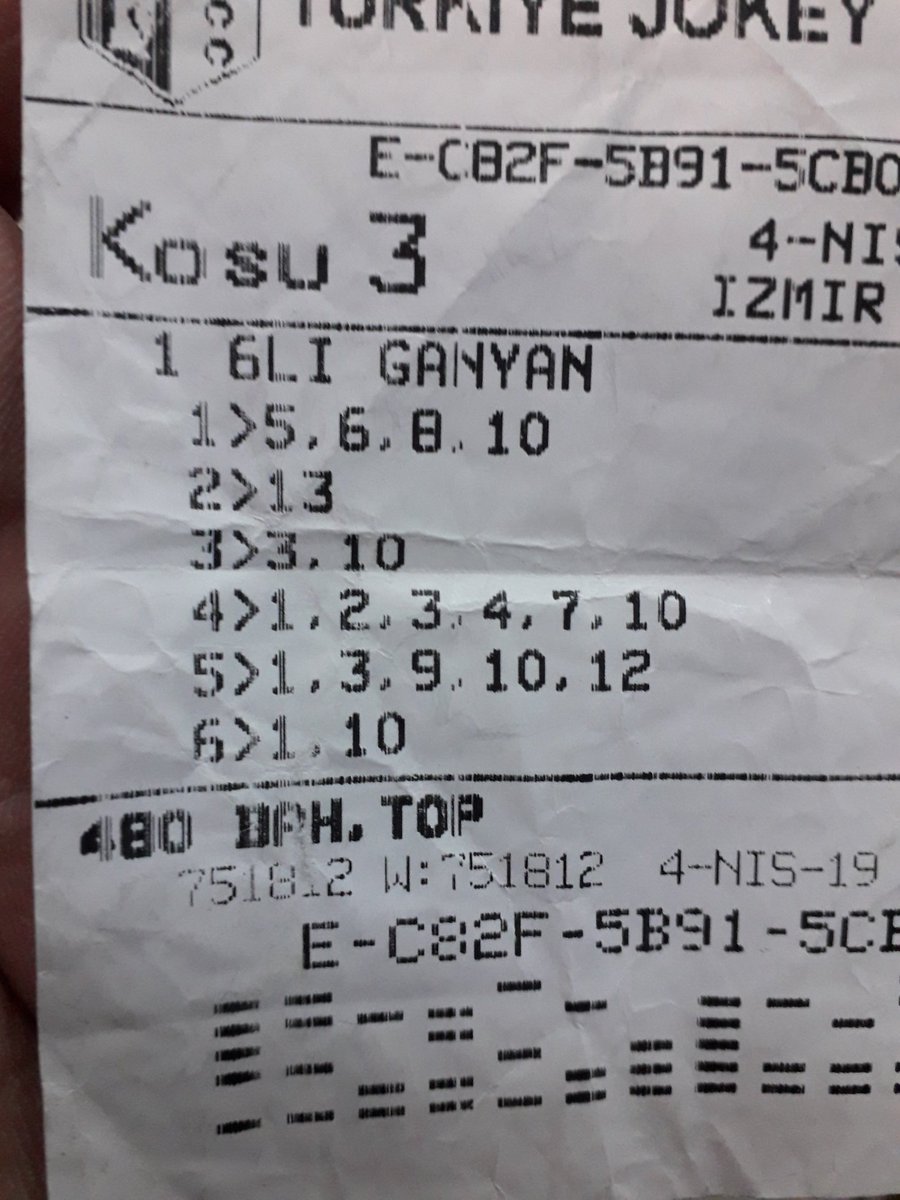 TÜRKİYE JOKEY
E-C82F-5B91-5CB0
Kosu 3
4-NIS
IZMIR
1 6LI GANYAN
1>5,6,8,10
2>13
3>3,10
4>1,2,3,4,7,10
5>1,3,9,10,12
6>1,10
480 BPH.TOP
751812 W:751812 4-NIS-19
E-C82F-5B91-5CB